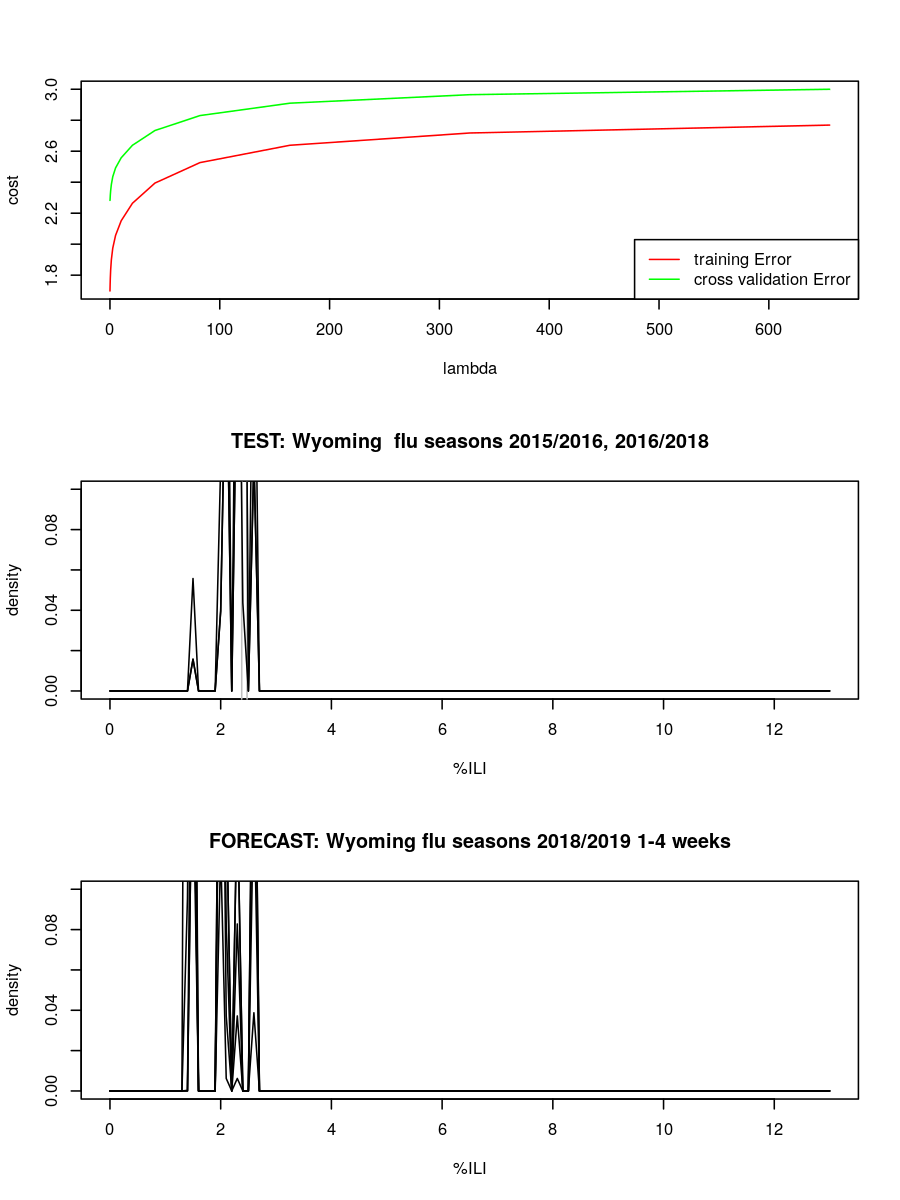 3.0
2.6
2.2
1.8
cost
training Error
cross validation Error
0 100 200 300 400 500 600
lambda
TEST: Wyoming  flu seasons 2015/2016, 2016/2018
0.08
0.04
0.00
density
0 2 4 6 8 10 12
%ILI
FORECAST: Wyoming flu seasons 2018/2019 1-4 weeks
0.08
0.04
0.00
density
0 2 4 6 8 10 12
%ILI